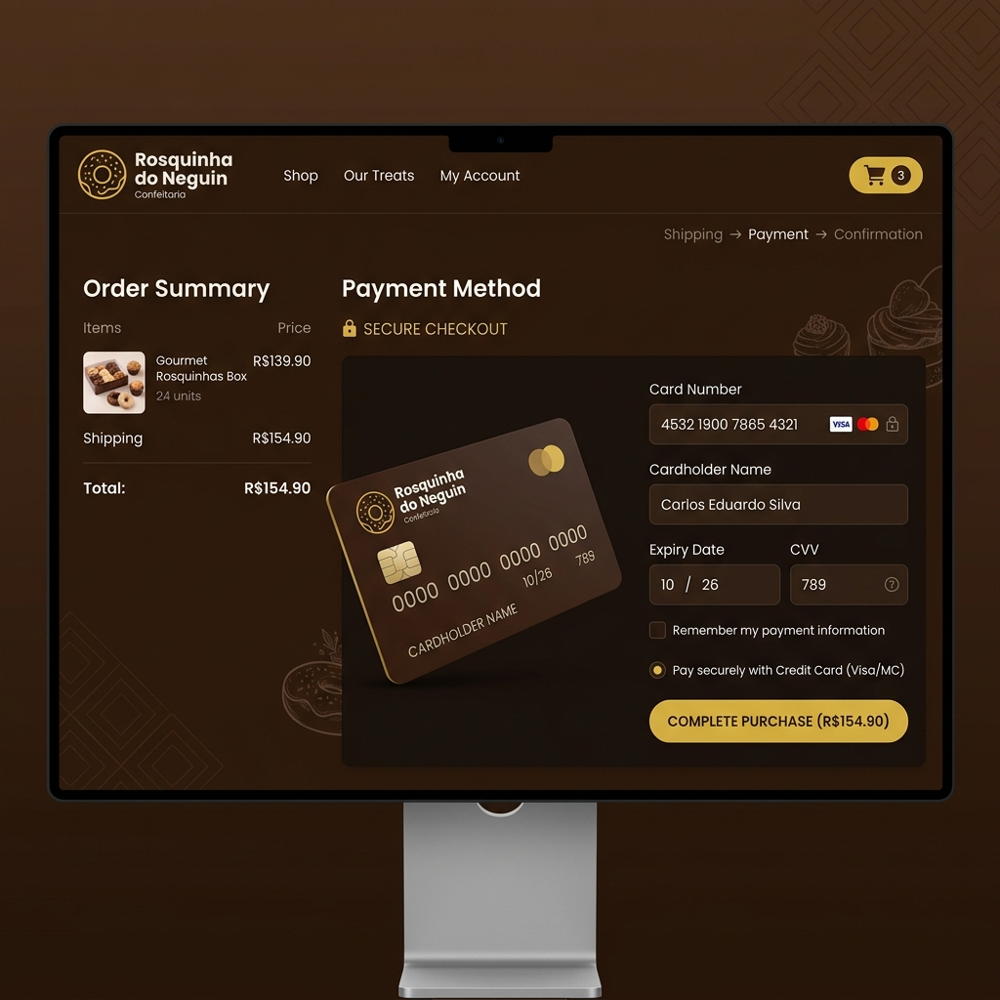 Rosquinha
do Neguin
Confeitaria
Shop
Our Treats
My Account
3
Shipping → Payment → Confirmation
Order Summary
Items Price
Gourmet
Rosquinhas Box
R$139.90
24 units
Shipping R$154.90
Total: R$154.90
Payment Method
SECURE CHECKOUT
Rosquinha
do Neguin
0000 0000 0000 0000
10/26 789
CARDHOLDER NAME
Card Number
4532 1900 7865 4321
VISA
Cardholder Name
Carlos Eduardo Silva
Expiry Date
10 / 26
CVV
789
?
Remember my payment information
Pay securely with Credit Card (Visa/MC)
COMPLETE PURCHASE (R$154.90)